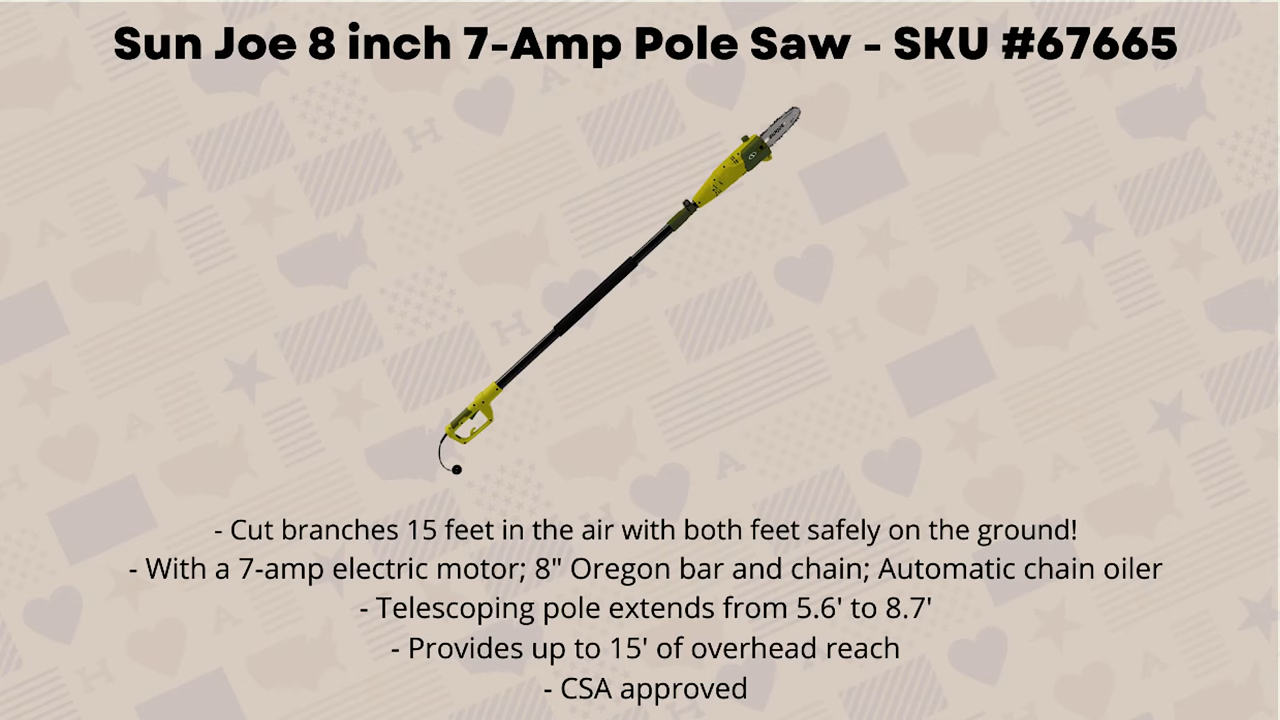 Sun Joe 8 inch 7-Amp Pole Saw - SKU #67665
- Cut branches 15 feet in the air with both feet safely on the ground!
- With a 7-amp electric motor; 8" Oregon bar and chain; Automatic chain oiler
- Telescoping pole extends from 5.6' to 8.7'
- Provides up to 15' of overhead reach
- CSA approved